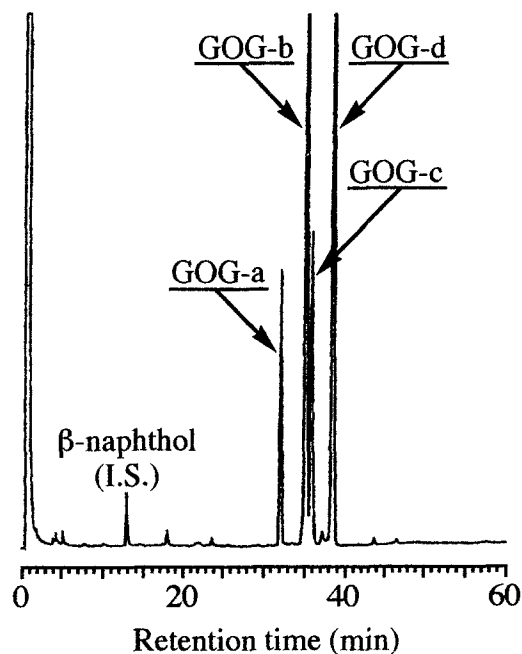 GOG-b GOG-d
GOG-c
GOG-a
β-naphthol
(I.S.)
0 20 40 60
Retention time (min)